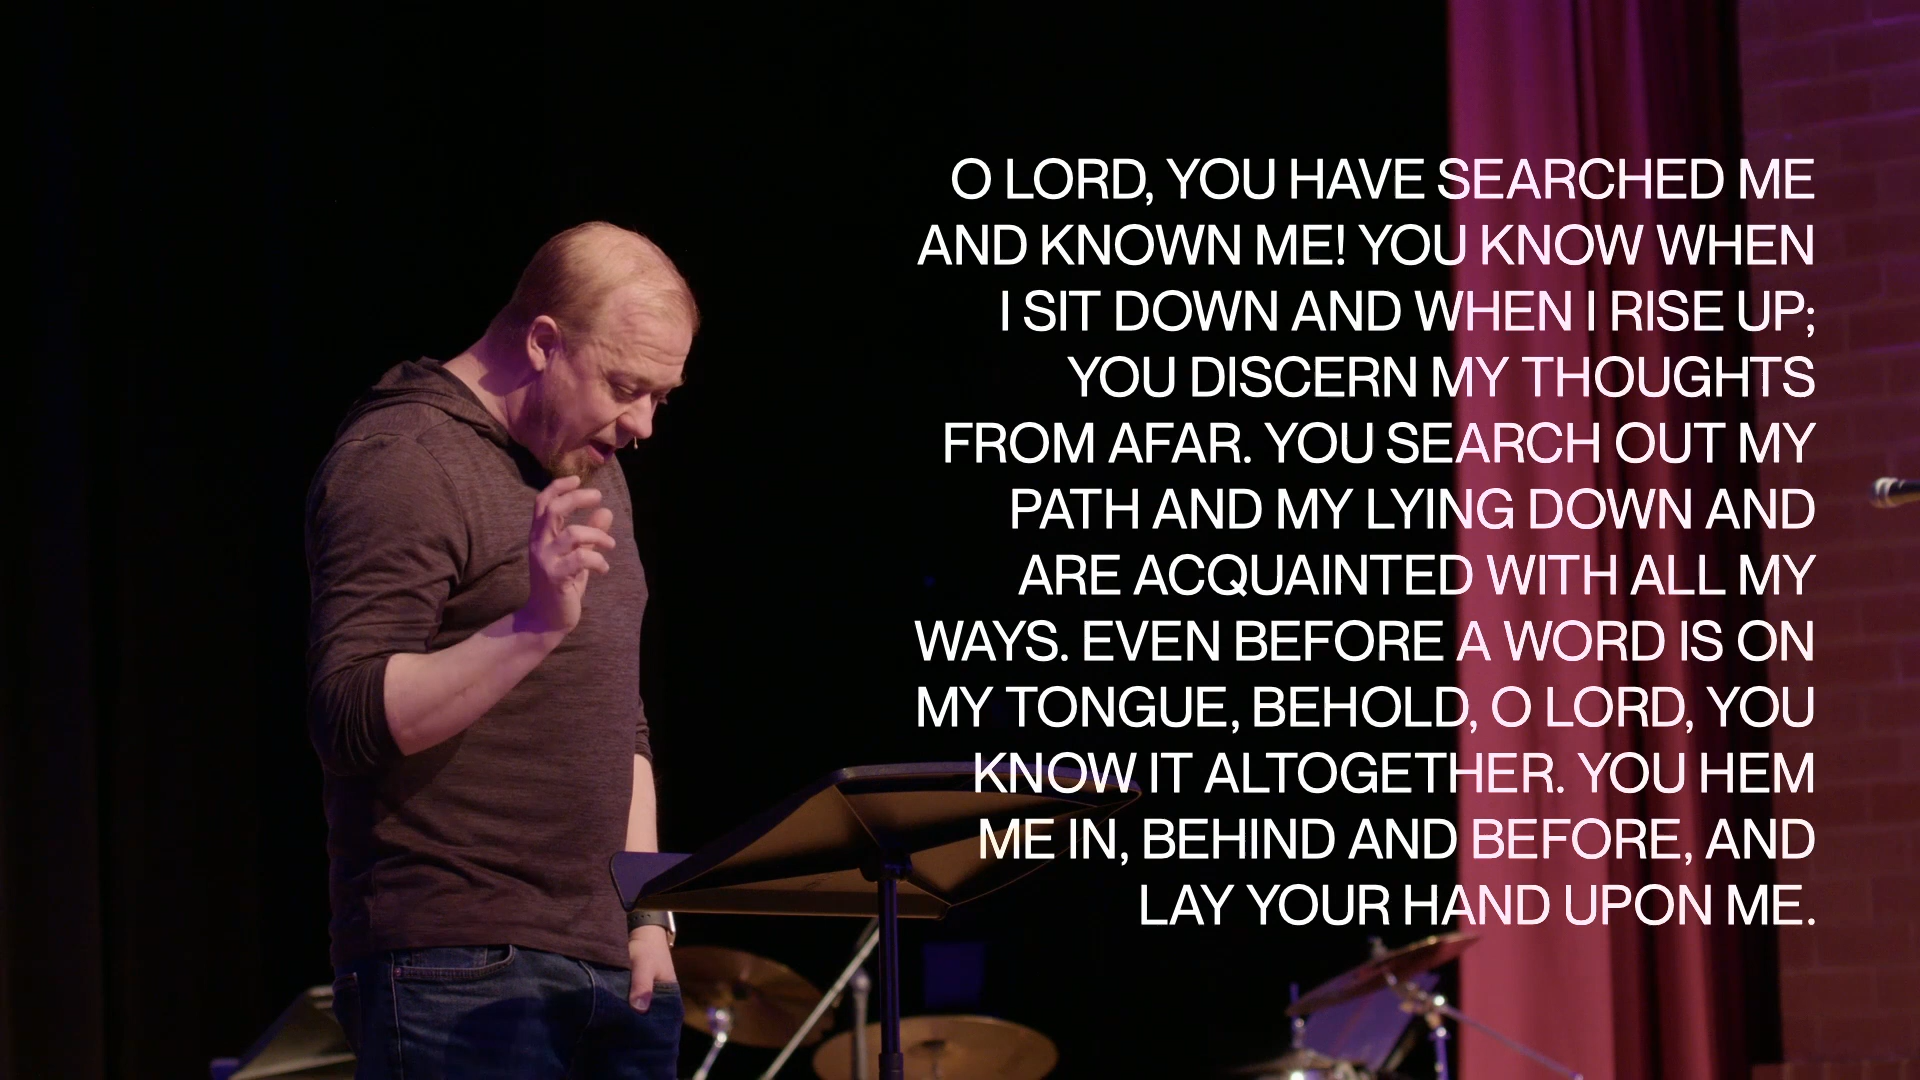 O LORD, YOU HAVE SEARCHED ME
AND KNOWN ME! YOU KNOW WHEN
I SIT DOWN AND WHEN I RISE UP;
YOU DISCERN MY THOUGHTS
FROM AFAR. YOU SEARCH OUT MY
PATH AND MY LYING DOWN AND
ARE ACQUAINTED WITH ALL MY
WAYS. EVEN BEFORE A WORD IS ON
MY TONGUE, BEHOLD, O LORD, YOU
KNOW IT ALTOGETHER. YOU HEM
ME IN, BEHIND AND BEFORE, AND
LAY YOUR HAND UPON ME.